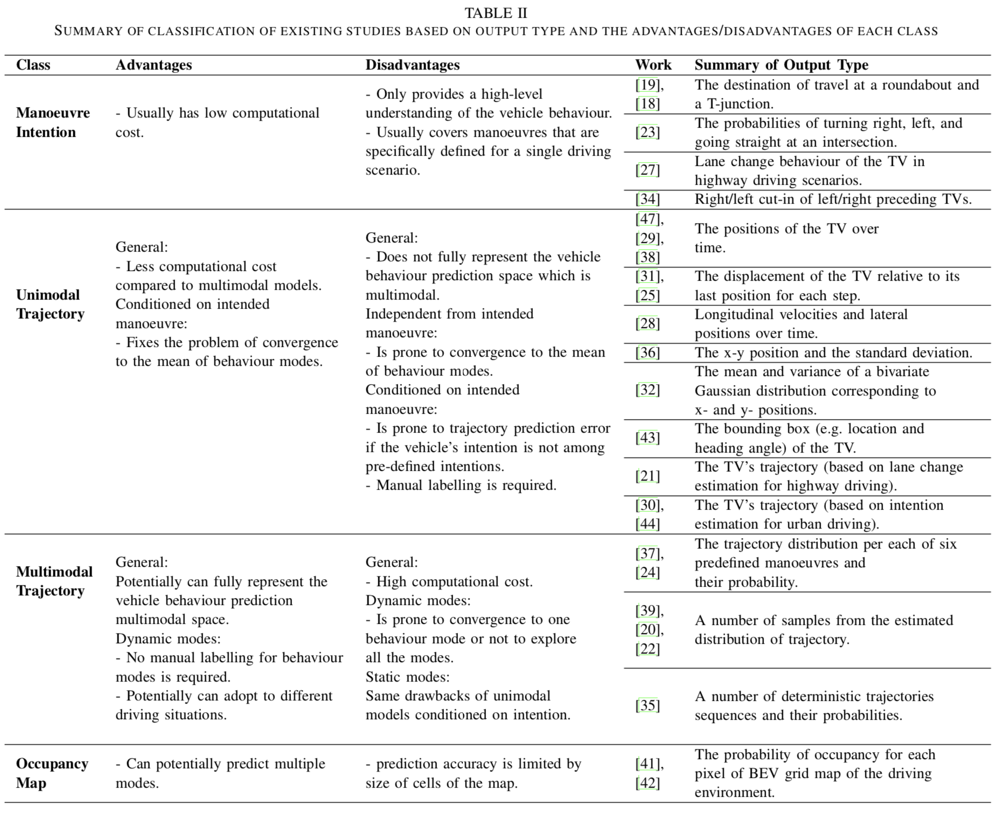 TABLE II
SUMMARY OF CLASSIFICATION OF EXISTING STUDIES BASED ON OUTPUT TYPE AND THE ADVANTAGES/DISADVANTAGES OF EACH CLASS
Class Advantages Disadvantages Work Summary of Output Type
Manoeuvre
Intention
- Usually has low computational
cost.
- Only provides a high-level
understanding of the vehicle behaviour.
- Usually covers manoeuvres that are
specifically defined for a single driving
scenario.
[19],
[18]
The destination of travel at a roundabout and
a T-junction.
[23]
The probabilities of turning right, left, and
going straight at an intersection.
[27]
Lane change behaviour of the TV in
highway driving scenarios.
[34]
Right/left cut-in of left/right preceding TVs.
Unimodal
Trajectory
General:
- Less computational cost
compared to multimodal models.
Conditioned on intended
manoeuvre:
- Fixes the problem of convergence
to the mean of behaviour modes.
General:
- Does not fully represent the vehicle
behaviour prediction space which is
multimodal.
Independent from intended
manoeuvre:
- Is prone to convergence to the mean
of behaviour modes.
Conditioned on intended
manoeuvre:
- Is prone to trajectory prediction error
if the vehicle's intention is not among
pre-defined intentions.
- Manual labelling is required.
[47],
[29],
[38]
The positions of the TV over
time.
[31],
[25]
The displacement of the TV relative to its
last position for each step.
[28]
Longitudinal velocities and lateral
positions over time.
[36]
The x-y position and the standard deviation.
[32]
The mean and variance of a bivariate
Gaussian distribution corresponding to
x- and y- positions.
[43]
The bounding box (e.g. location and
heading angle) of the TV.
[21]
The TV's trajectory (based on lane change
estimation for highway driving).
[30],
[44]
The TV's trajectory (based on intention
estimation for urban driving).
Multimodal
Trajectory
General:
Potentially can fully represent the
vehicle behaviour prediction
multimodal space.
Dynamic modes:
- No manual labelling for behaviour
modes is required.
- Potentially can adopt to different
driving situations.
General:
- High computational cost.
Dynamic modes:
- Is prone to convergence to one
behaviour mode or not to explore
all the modes.
Static modes:
Same drawbacks of unimodal
models conditioned on intention.
[37],
[24]
The trajectory distribution per each of six
predefined manoeuvres and
their probability.
[39],
[20],
[22]
A number of samples from the estimated
distribution of trajectory.
[35]
A number of deterministic trajectories
sequences and their probabilities.
Occupancy
Map
- Can potentially predict multiple
modes.
- prediction accuracy is limited by
size of cells of the map.
[41],
[42]
The probability of occupancy for each
pixel of BEV grid map of the driving
environment.